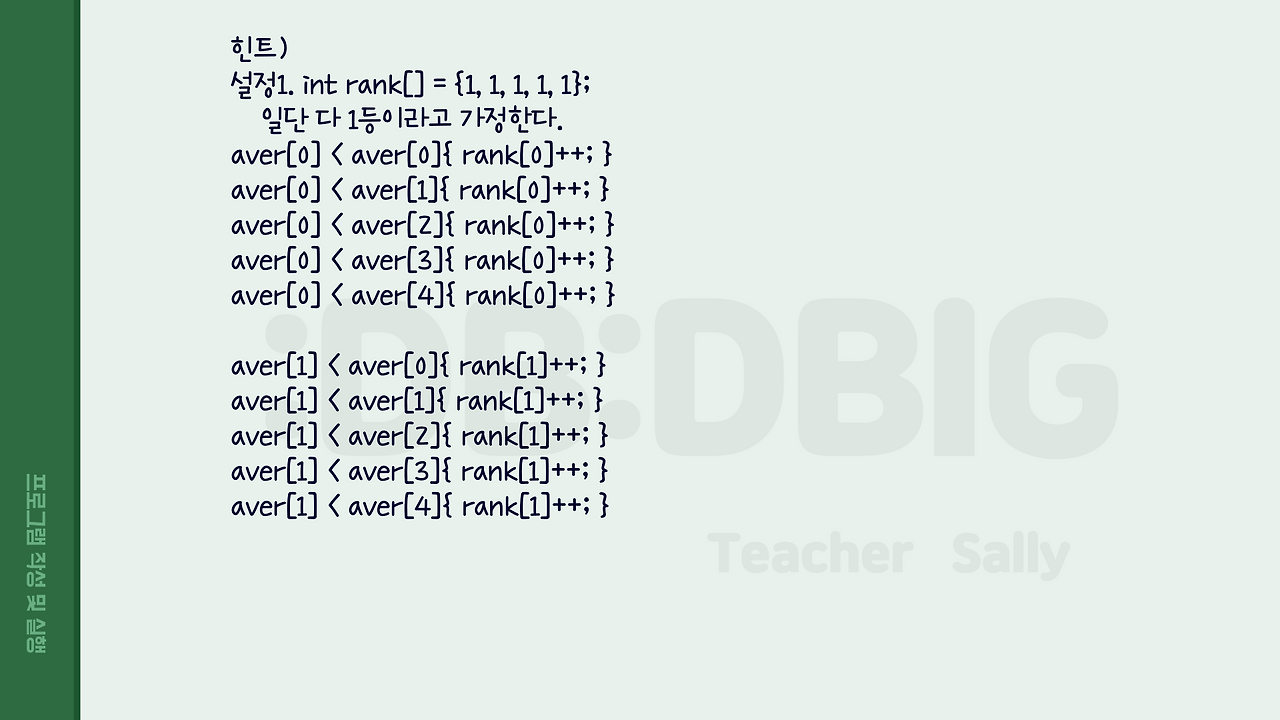 힌트)
설정1. int rank[] = {1, 1, 1, 1, 1};
일단 다 1등이라고 가정한다.
aver[0] < aver[0]{ rank[0]++; }
aver[0] < aver[1]{ rank[0]++; }
aver[0] < aver[2]{ rank[0]++; }
aver[0] < aver[3]{ rank[0]++; }
aver[0] < aver[4]{ rank[0]++; }
aver[1] < aver[0]{ rank[1]++; }
aver[1] < aver[1]{ rank[1]++; }
aver[1] < aver[2]{ rank[1]++; }
aver[1] < aver[3]{ rank[1]++; }
aver[1] < aver[4]{ rank[1]++; }
:DB:DBIG
Teacher Sally
프로그램 작성 및 실행